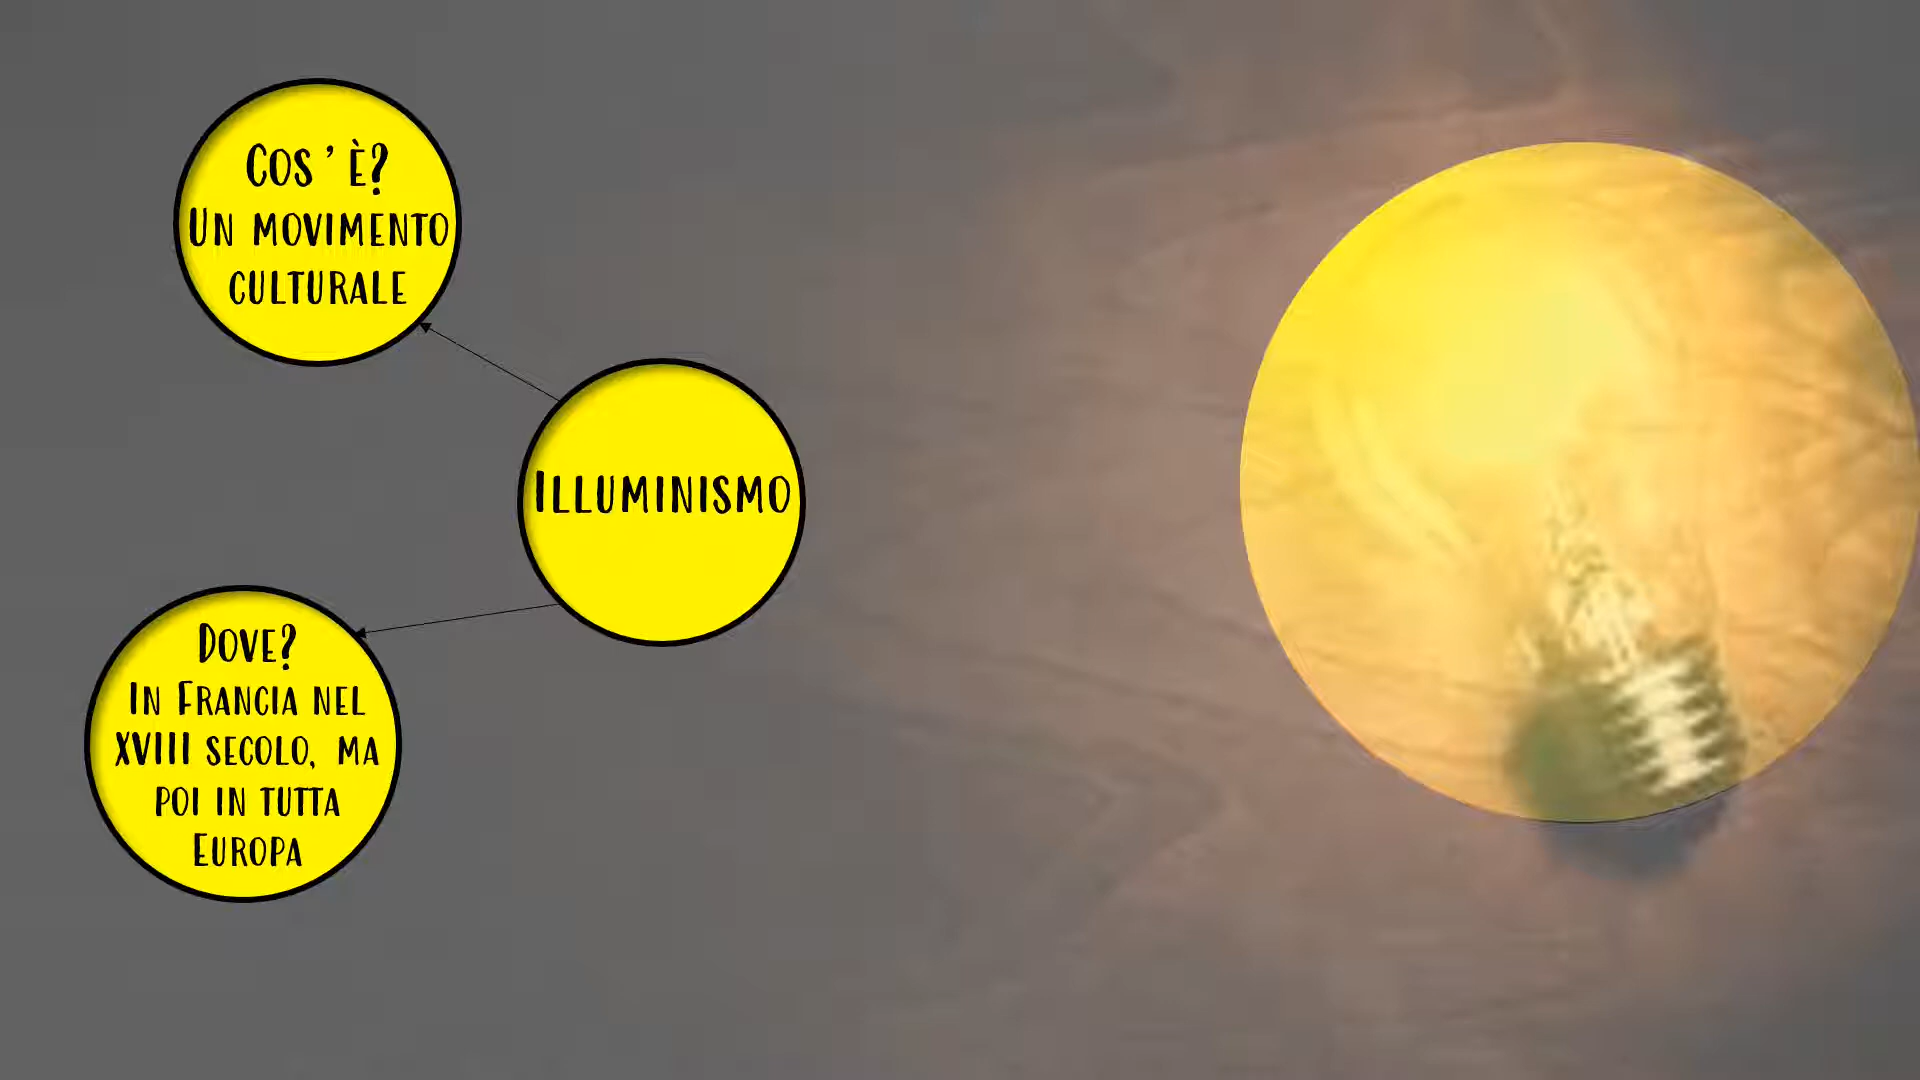 Cos'è?
Un movimento
culturale
Illuminismo
Dove?
In Francia nel
XVIII secolo, ma
poi in tutta
Europa